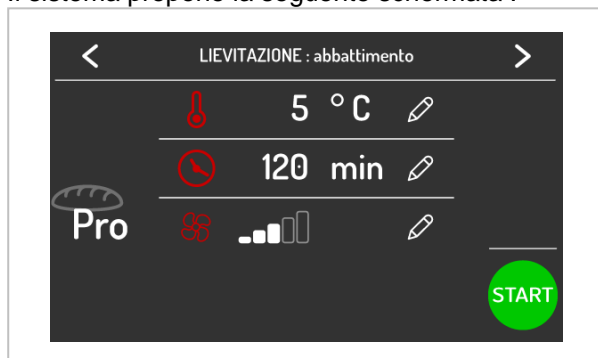 Il sistema propone la seguente schermata :
LIEVITAZIONE : abbattimento
5 °C
120 min
Pro
START